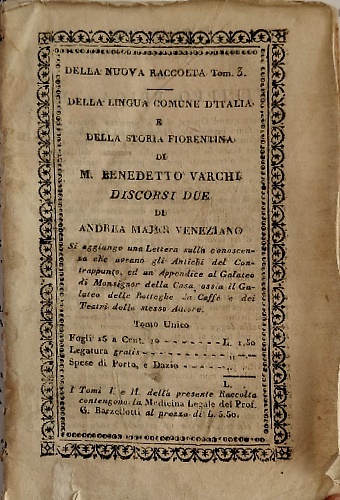 DELLA NUOVA RACCOLTA Tom. 3.
DELLA LINGUA COMUNE D'ITALIA
E
DELLA STORIA FIORENTINA
DI
M. BENEDETTO VARCHI
DISCORSI DUE
DI
ANDREA MAJER VENEZIANO
Si aggiunge una Lettera sulla conoscen-
za che aveano gli Antichi del Con-
trappunto, ed un Appendice al Galateo
di Monsignor della Casa, ossia il Ga-
lateo delle Botteghe da Caffè e dei
Teatri dello stesso Autore.
Tomo Unico
Fogli 15 a Cent. 10 - - - - - L. 1,50
Legatura gratis - - - - - - - „ „ —
Spese di Porto, e Dazio - - - - - „
L.
I Tomi I. e II. della presente Raccolta
contengono la Medicina Legale del Prof.
G. Barzellotti al prezzo di L. 5.50.